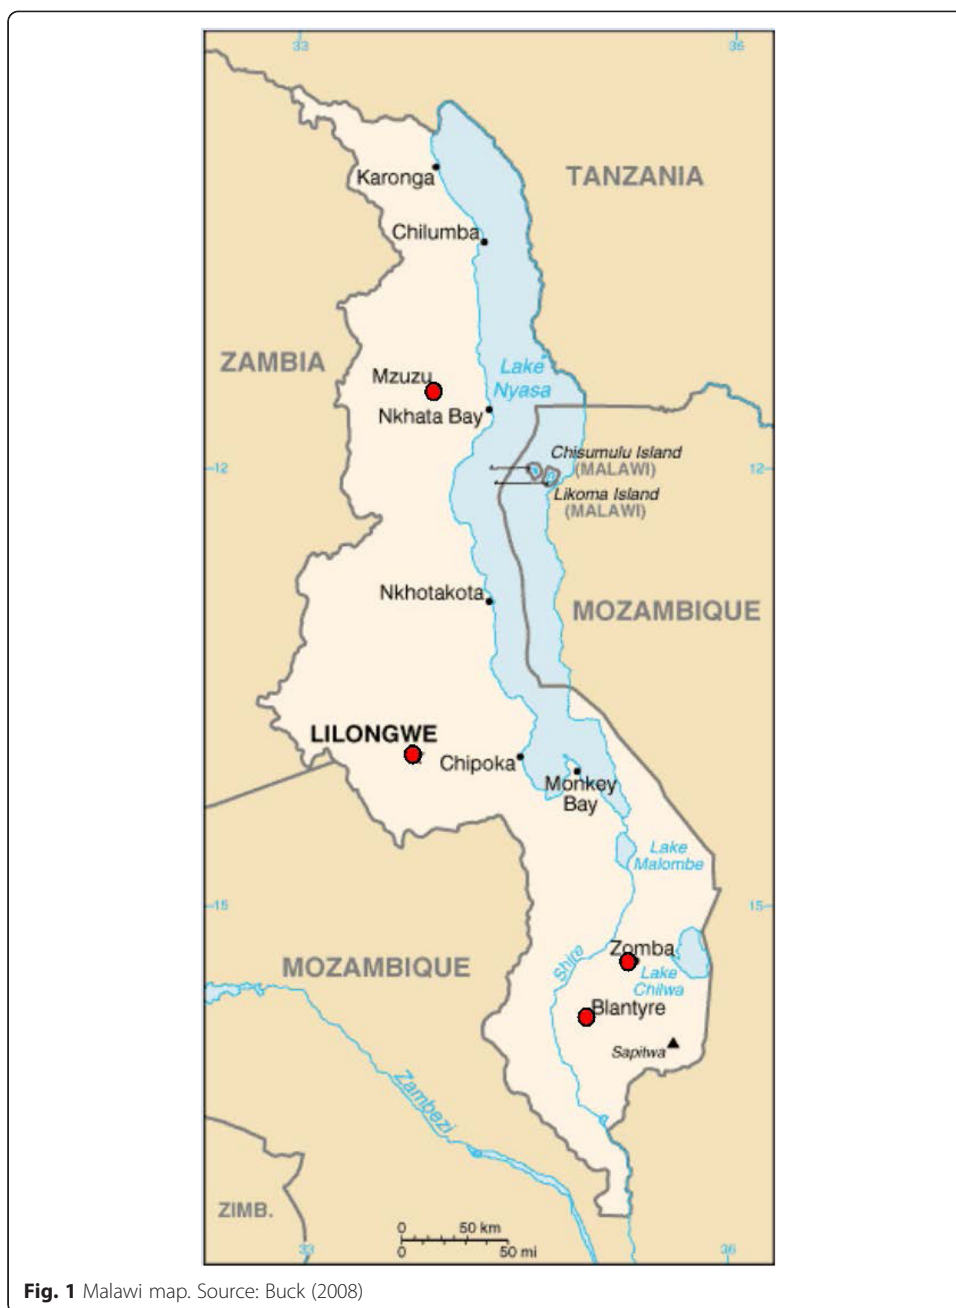 33
36
TANZANIA
Karonga
Chilumba
ZAMBIA
Lake
Nyasa
Mzuzu
Nkhata Bay
Chisumulu Island
(MALAWI)
12
12
Likoma Island
(MALAWI)
Nkhotakota
MOZAMBIQUE
LILONGWE
Chipoka
Monkey
Bay
Lake
Malombe
15
15
Zomba
Shire
MOZAMBIQUE
Lake
Chilwa
Blantyre
Sapitwa
Zambezi
ZIMB.
0
50 km
0
50 mi
33
36
Fig. 1 Malawi map. Source: Buck (2008)